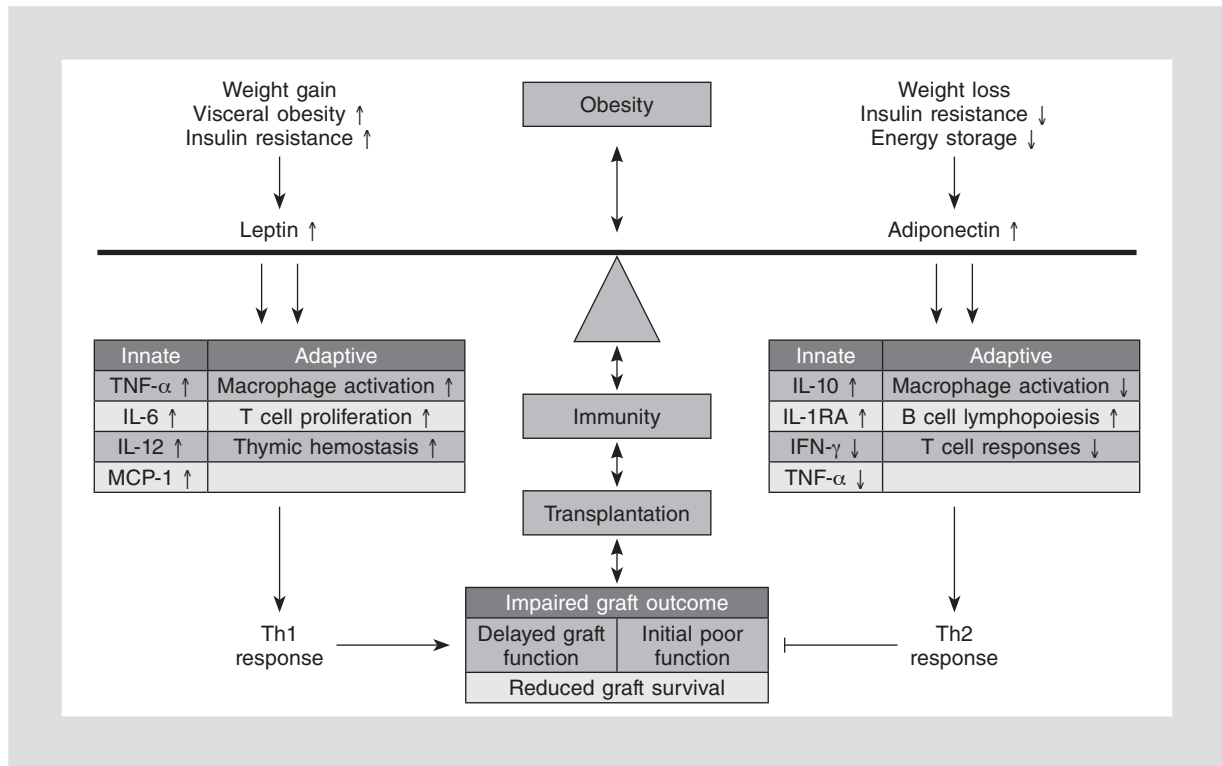 Weight gain
Visceral obesity ↑
Insulin resistance ↑
Leptin ↑
Obesity
Weight loss
Insulin resistance ↓
Energy storage ↓
Adiponectin ↑
Innate Adaptive
TNF-α ↑ Macrophage activation ↑
IL-6 ↑ T cell proliferation ↑
IL-12 ↑ Thymic hemostasis ↑
MCP-1 ↑
Immunity
Transplantation
Innate Adaptive
IL-10 ↑ Macrophage activation ↓
IL-1RA ↑ B cell lymphopoiesis ↑
IFN-γ ↓ T cell responses ↓
TNF-α ↓
Th1
response
Impaired graft outcome
Delayed graft
function
Initial poor
function
Reduced graft survival
Th2
response